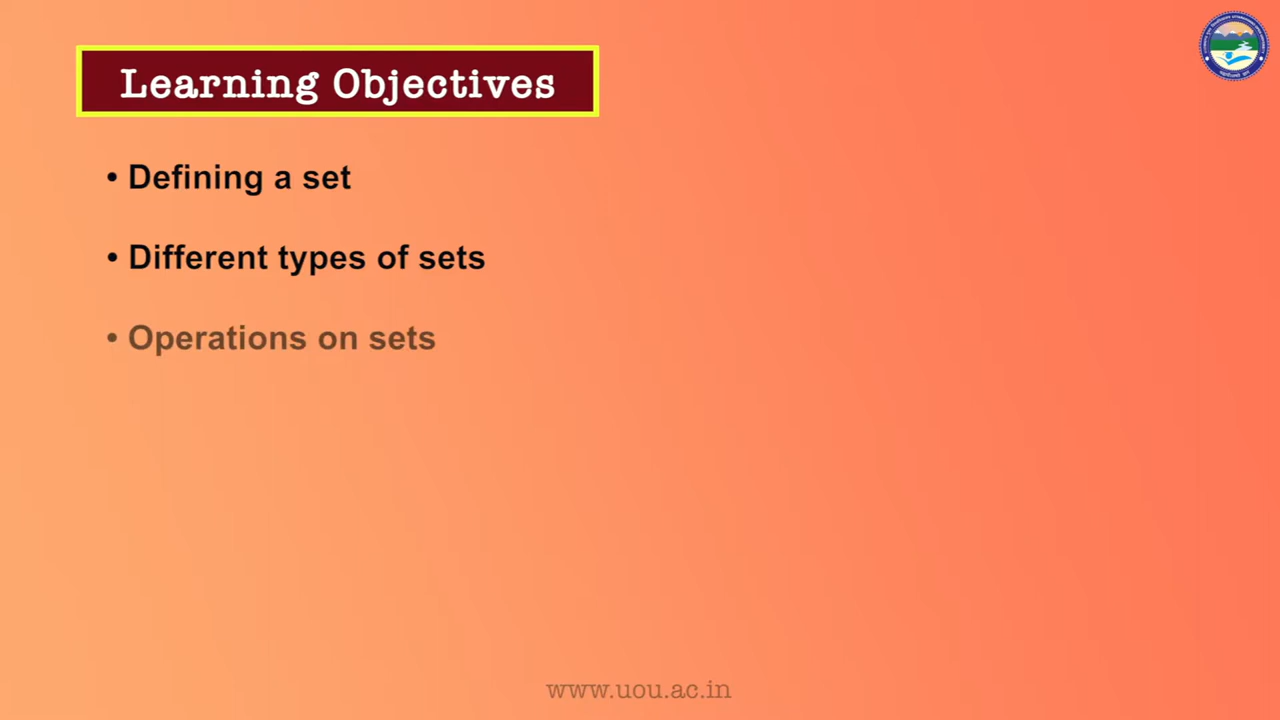 Learning Objectives
• Defining a set
• Different types of sets
• Operations on sets
www.uou.ac.in